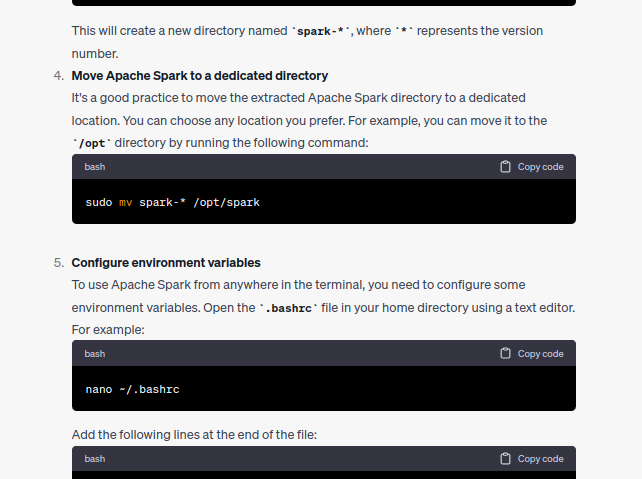 This will create a new directory named `spark-*`, where `*` represents the version
number.
4. Move Apache Spark to a dedicated directory
It's a good practice to move the extracted Apache Spark directory to a dedicated
location. You can choose any location you prefer. For example, you can move it to the
`/opt` directory by running the following command:
bash Copy code
sudo mv spark-* /opt/spark
5. Configure environment variables
To use Apache Spark from anywhere in the terminal, you need to configure some
environment variables. Open the `.bashrc` file in your home directory using a text editor.
For example:
bash Copy code
nano ~/.bashrc
Add the following lines at the end of the file:
bash Copy code